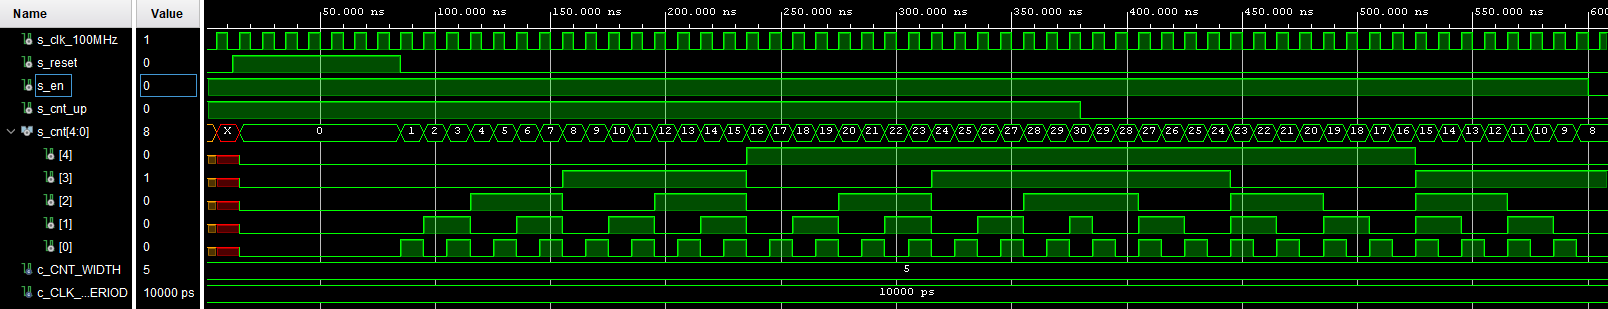 Name Value 50.000 ns 100.000 ns 150.000 ns 200.000 ns 250.000 ns 300.000 ns 350.000 ns 400.000 ns 450.000 ns 500.000 ns 550.000 ns 600
s_clk_100MHz 1
s_reset 0
s_en 0
s_cnt_up 0
s_cnt[4:0] 8 X 0 1 2 3 4 5 6 7 8 9 10 11 12 13 14 15 16 17 18 19 20 21 22 23 24 25 26 27 28 29 30 29 28 27 26 25 24 23 22 21 20 19 18 17 16 15 14 13 12 11 10 9 8
[4] 0
[3] 1
[2] 0
[1] 0
[0] 0
c_CNT_WIDTH 5 5
c_CLK_...ERIOD 10000 ps 10000 ps